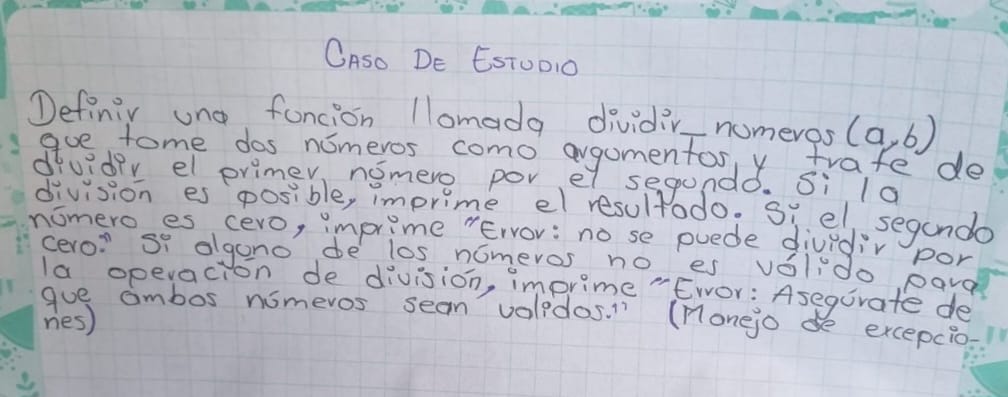 CASO DE ESTUDIO
Definir una función llamada dividir_numeros(a,b)
que tome dos números como argumentos, y trate de
dividir el primer número por el segundo. Si la
división es posible, imprime el resultado. Si el segundo
número es cero, imprime "Error: no se puede dividir por
cero". Si alguno de los números no es válido para
la operación de división, imprime "Error: Asegúrate de
que ambos números sean validos." (Manejo de excepcio-
nes)